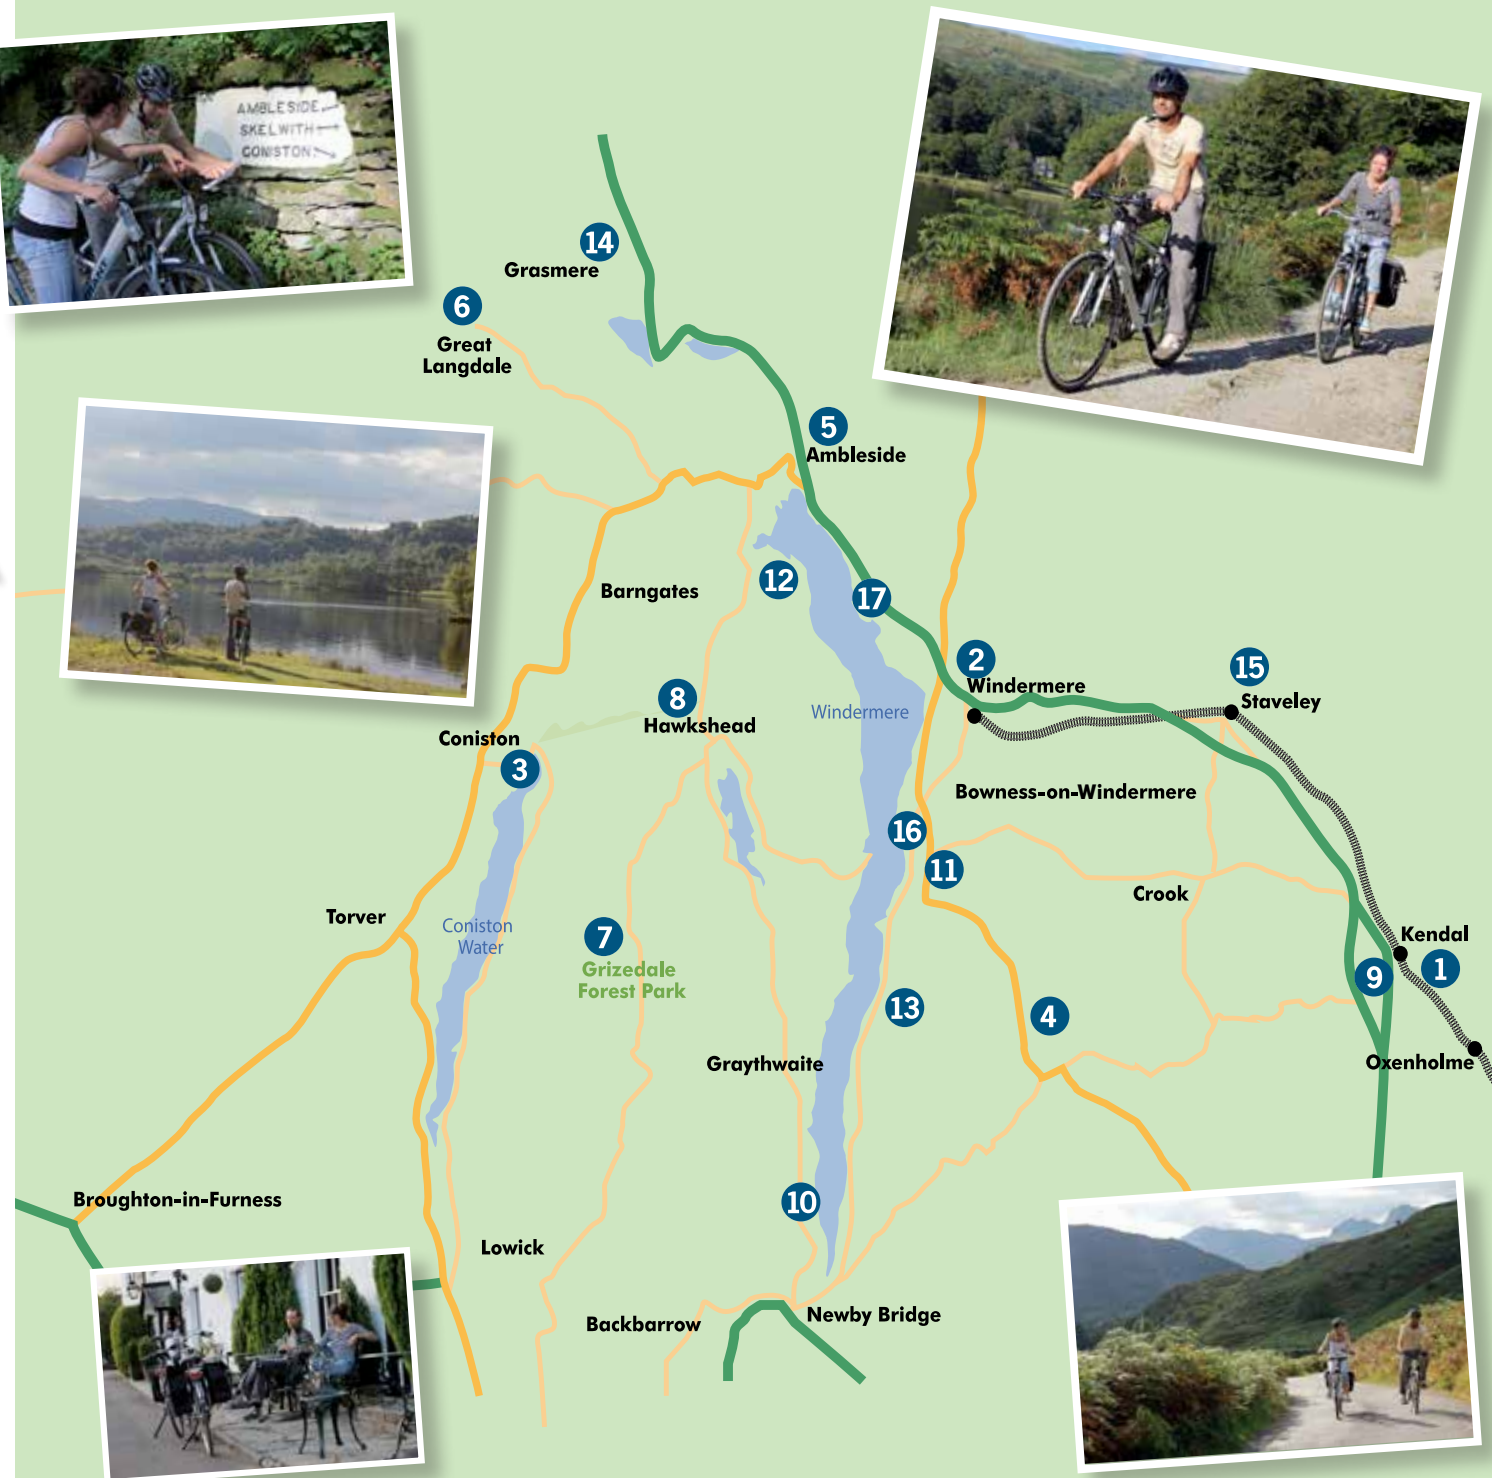 AMBLESIDE
SKELWITH
CONISTON
14
Grasmere
6
Great
Langdale
5
Ambleside
Barngates
12
17
2
Windermere
15
Staveley
8
Hawkshead
Windermere
Coniston
3
Bowness-on-Windermere
16
11
Crook
Torver
Coniston
Water
7
Grizedale
Forest Park
Kendal
9
1
13
4
Graythwaite
Oxenholme
10
Broughton-in-Furness
Lowick
Backbarrow
Newby Bridge